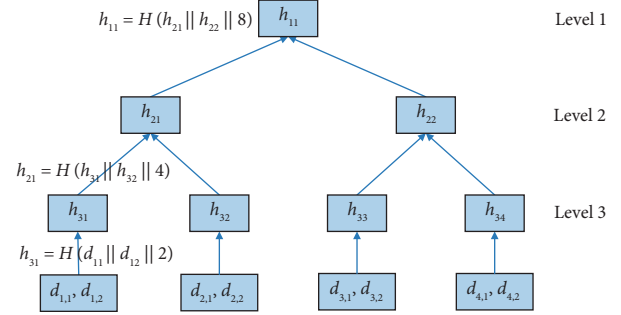 h₁₁ = H (h₂₁ || h₂₂ || 8)
h₁₁
Level 1
h₂₁
h₂₂
Level 2
h₂₁ = H (h₃₁ || h₃₂ || 4)
h₃₁
h₃₂
h₃₃
h₃₄
Level 3
h₃₁ = H (d₁₁ || d₁₂ || 2)
d₁,₁, d₁,₂
d₂,₁, d₂,₂
d₃,₁, d₃,₂
d₄,₁, d₄,₂